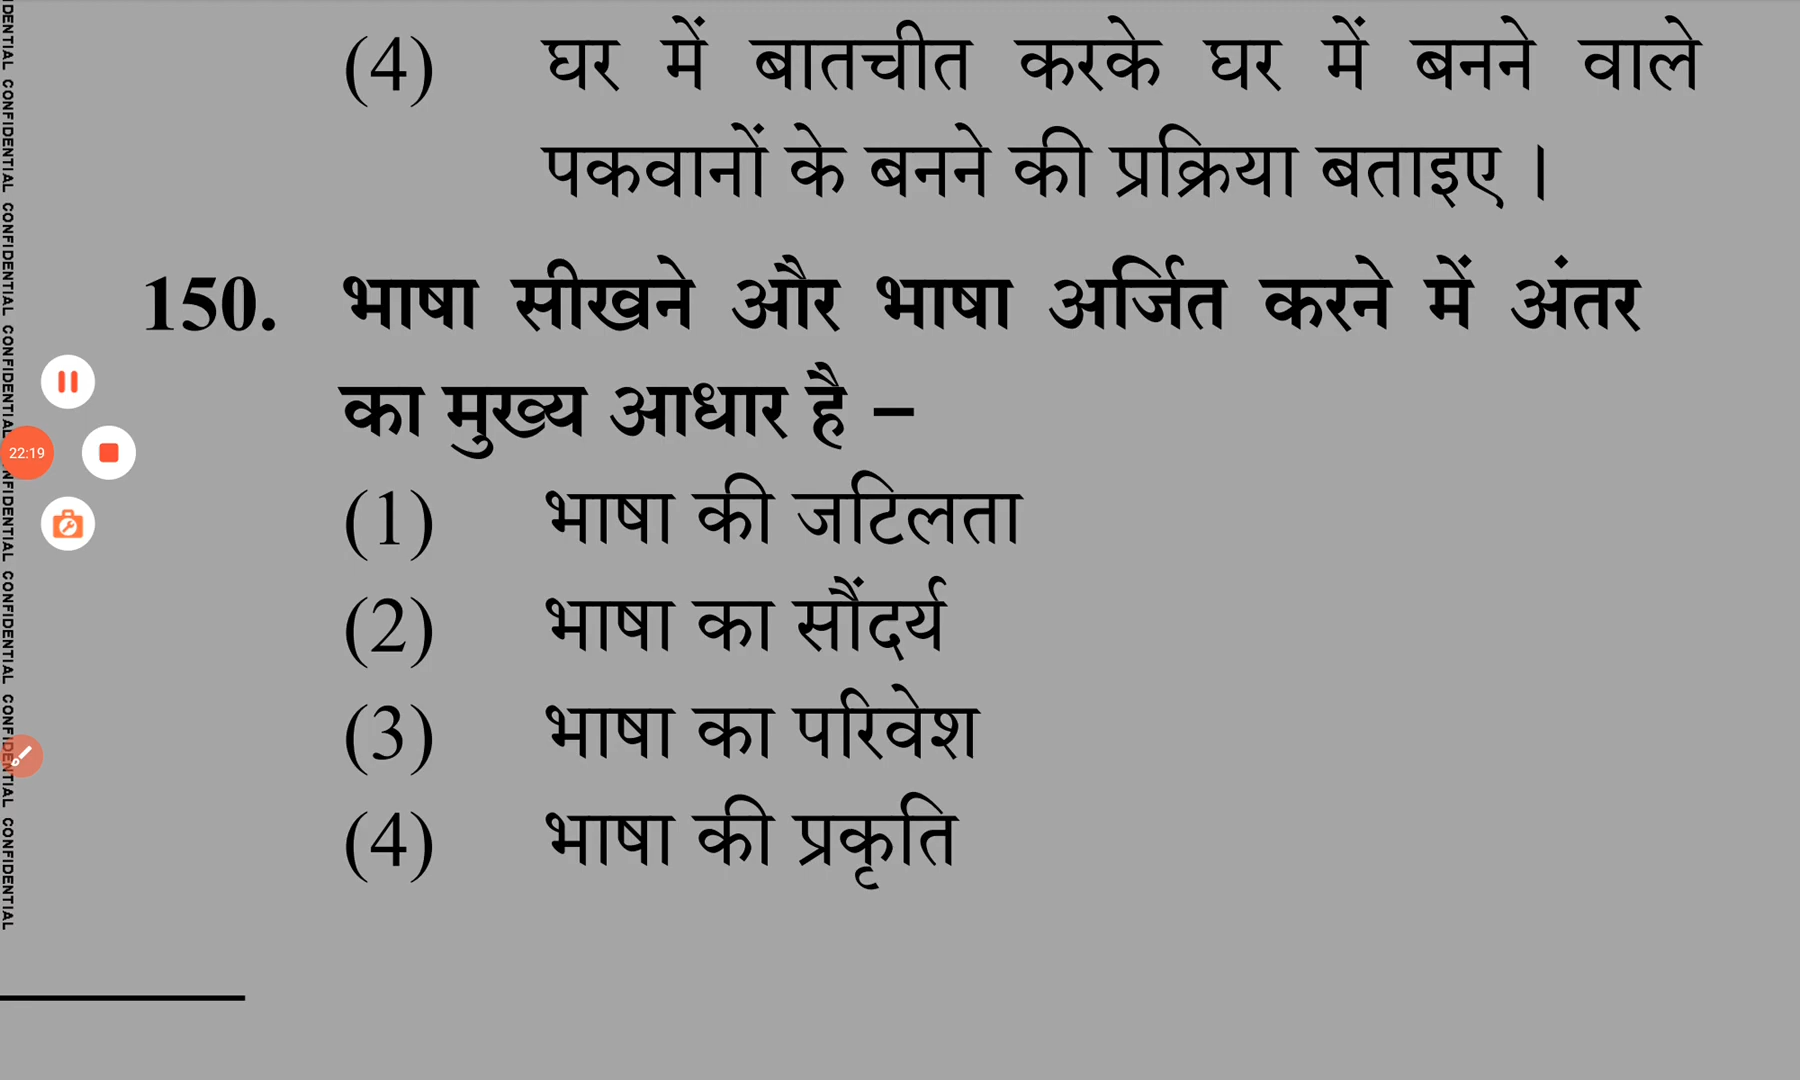 (4) घर में बातचीत करके घर में बनने वाले
पकवानों के बनने की प्रक्रिया बताइए ।
150. भाषा सीखने और भाषा अर्जित करने में अंतर
का मुख्य आधार है –
(1) भाषा की जटिलता
(2) भाषा का सौंदर्य
(3) भाषा का परिवेश
(4) भाषा की प्रकृति
22:19
CONFIDENTIAL CONFIDENTIAL CONFIDENTIAL CONFIDENTIAL CONFIDENTIAL CONFIDENTIAL CONFIDENTIAL